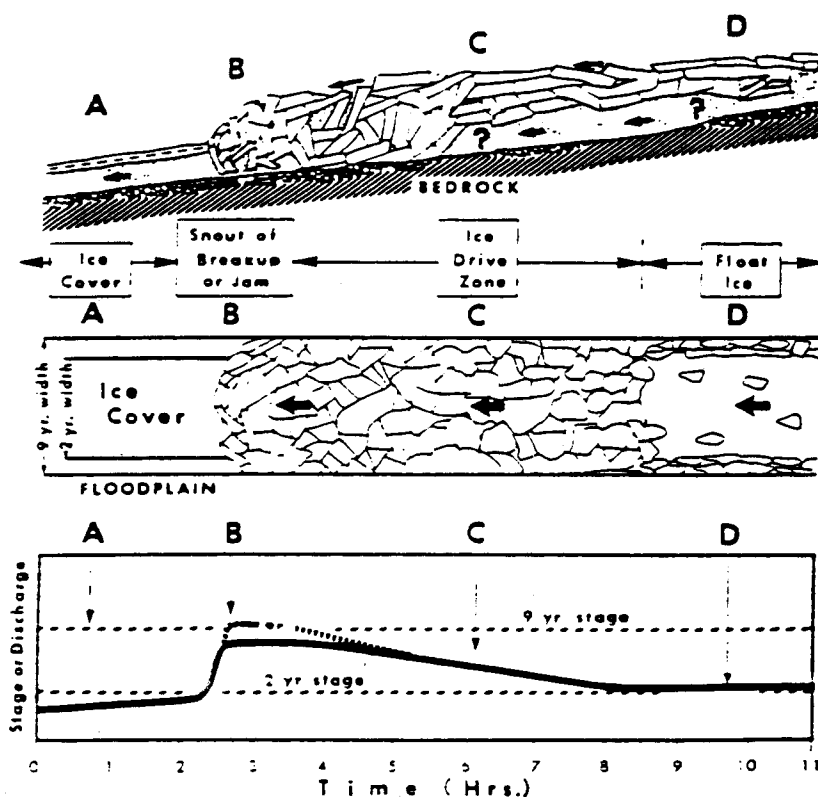 A
B
C
D
?
?
BEDROCK
Ice Cover
Snout of Breakup or Jam
Ice Drive Zone
Float Ice
A
B
C
D
9 yr. width
2 yr. width
Ice Cover
FLOODPLAIN
A
B
C
D
Stage or Discharge
9 yr. stage
2 yr. stage
0 1 2 3 4 5 6 7 8 9 10 11
Time (Hrs.)